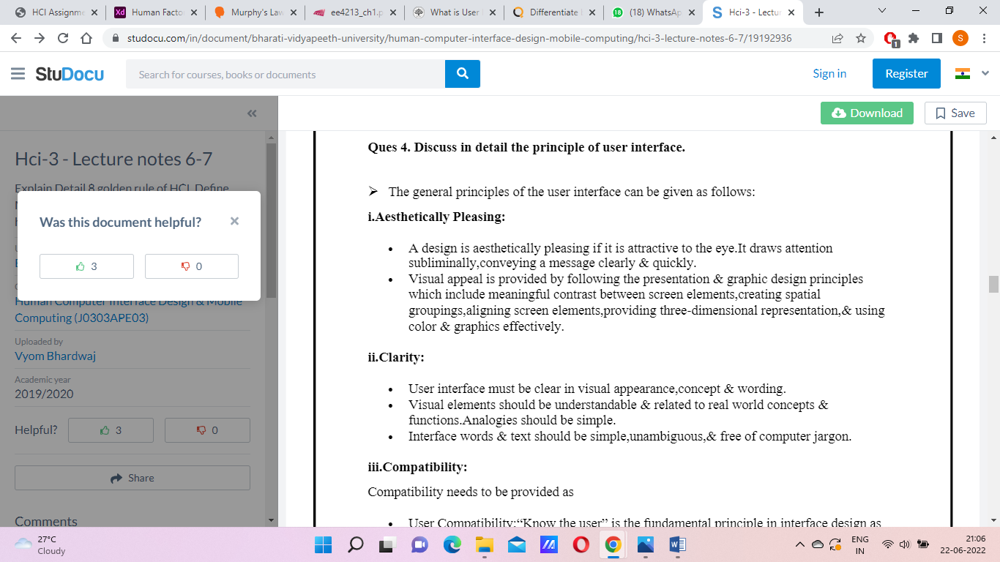 HCI Assignme
Human Facto
Murphy's Law
ee4213_ch1.p
What is User
Differentiate
(18) WhatsAp
Hci-3 - Lectur
studocu.com/in/document/bharati-vidyapeeth-university/human-computer-interface-design-mobile-computing/hci-3-lecture-notes-6-7/19192936
StuDocu
Search for courses, books or documents
Sign in
Register
Download
Save
Hci-3 - Lecture notes 6-7
Explain Detail 8 golden rule of HCI. Define
Was this document helpful?
3
0
Human Computer Interface Design & Mobile
Computing (J0303APE03)
Uploaded by
Vyom Bhardwaj
Academic year
2019/2020
Helpful?
3
0
Share
Comments
Ques 4. Discuss in detail the principle of user interface.
➢ The general principles of the user interface can be given as follows:
i.Aesthetically Pleasing:
• A design is aesthetically pleasing if it is attractive to the eye.It draws attention
subliminally,conveying a message clearly & quickly.
• Visual appeal is provided by following the presentation & graphic design principles
which include meaningful contrast between screen elements,creating spatial
groupings,aligning screen elements,providing three-dimensional representation,& using
color & graphics effectively.
ii.Clarity:
• User interface must be clear in visual appearance,concept & wording.
• Visual elements should be understandable & related to real world concepts &
functions.Analogies should be simple.
• Interface words & text should be simple,unambiguous,& free of computer jargon.
iii.Compatibility:
Compatibility needs to be provided as
• User Compatibility:“Know the user” is the fundamental principle in interface design as
27°C
Cloudy
ENG
IN
21:06
22-06-2022